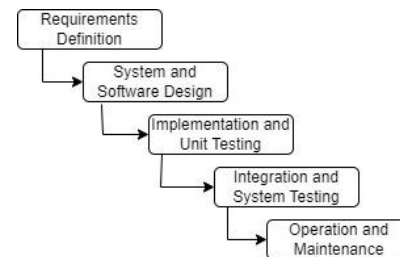 Requirements
Definition
System and
Software Design
Implementation and
Unit Testing
Integration and
System Testing
Operation and
Maintenance